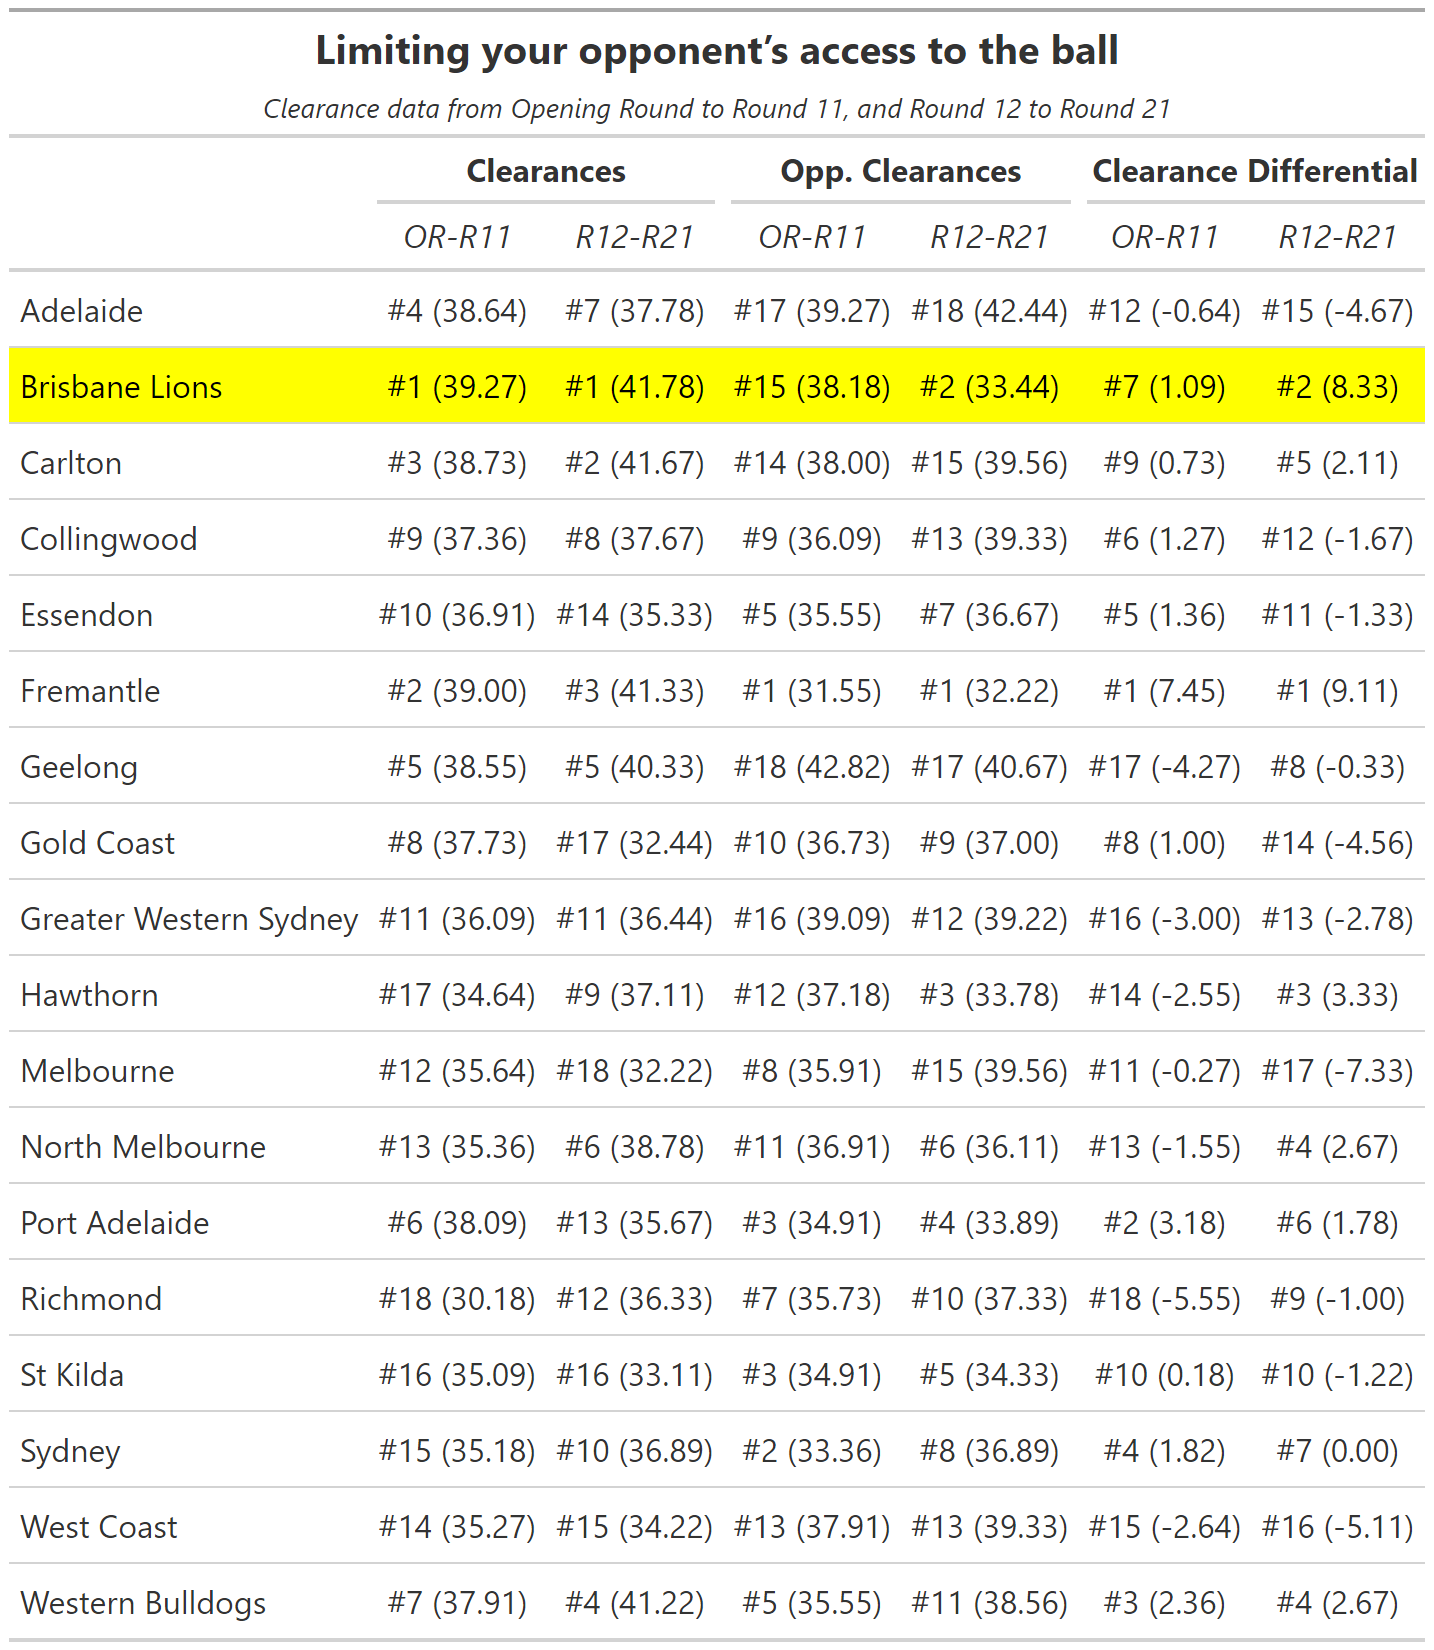 Limiting your opponent’s access to the ball
Clearance data from Opening Round to Round 11, and Round 12 to Round 21
Clearances Opp. Clearances Clearance Differential
OR-R11 R12-R21 OR-R11 R12-R21 OR-R11 R12-R21
Adelaide #4 (38.64) #7 (37.78) #17 (39.27) #18 (42.44) #12 (-0.64) #15 (-4.67)
Brisbane Lions #1 (39.27) #1 (41.78) #15 (38.18) #2 (33.44) #7 (1.09) #2 (8.33)
Carlton #3 (38.73) #2 (41.67) #14 (38.00) #15 (39.56) #9 (0.73) #5 (2.11)
Collingwood #9 (37.36) #8 (37.67) #9 (36.09) #13 (39.33) #6 (1.27) #12 (-1.67)
Essendon #10 (36.91) #14 (35.33) #5 (35.55) #7 (36.67) #5 (1.36) #11 (-1.33)
Fremantle #2 (39.00) #3 (41.33) #1 (31.55) #1 (32.22) #1 (7.45) #1 (9.11)
Geelong #5 (38.55) #5 (40.33) #18 (42.82) #17 (40.67) #17 (-4.27) #8 (-0.33)
Gold Coast #8 (37.73) #17 (32.44) #10 (36.73) #9 (37.00) #8 (1.00) #14 (-4.56)
Greater Western Sydney #11 (36.09) #11 (36.44) #16 (39.09) #12 (39.22) #16 (-3.00) #13 (-2.78)
Hawthorn #17 (34.64) #9 (37.11) #12 (37.18) #3 (33.78) #14 (-2.55) #3 (3.33)
Melbourne #12 (35.64) #18 (32.22) #8 (35.91) #15 (39.56) #11 (-0.27) #17 (-7.33)
North Melbourne #13 (35.36) #6 (38.78) #11 (36.91) #6 (36.11) #13 (-1.55) #4 (2.67)
Port Adelaide #6 (38.09) #13 (35.67) #3 (34.91) #4 (33.89) #2 (3.18) #6 (1.78)
Richmond #18 (30.18) #12 (36.33) #7 (35.73) #10 (37.33) #18 (-5.55) #9 (-1.00)
St Kilda #16 (35.09) #16 (33.11) #3 (34.91) #5 (34.33) #10 (0.18) #10 (-1.22)
Sydney #15 (35.18) #10 (36.89) #2 (33.36) #8 (36.89) #4 (1.82) #7 (0.00)
West Coast #14 (35.27) #15 (34.22) #13 (37.91) #13 (39.33) #15 (-2.64) #16 (-5.11)
Western Bulldogs #7 (37.91) #4 (41.22) #5 (35.55) #11 (38.56) #3 (2.36) #4 (2.67)